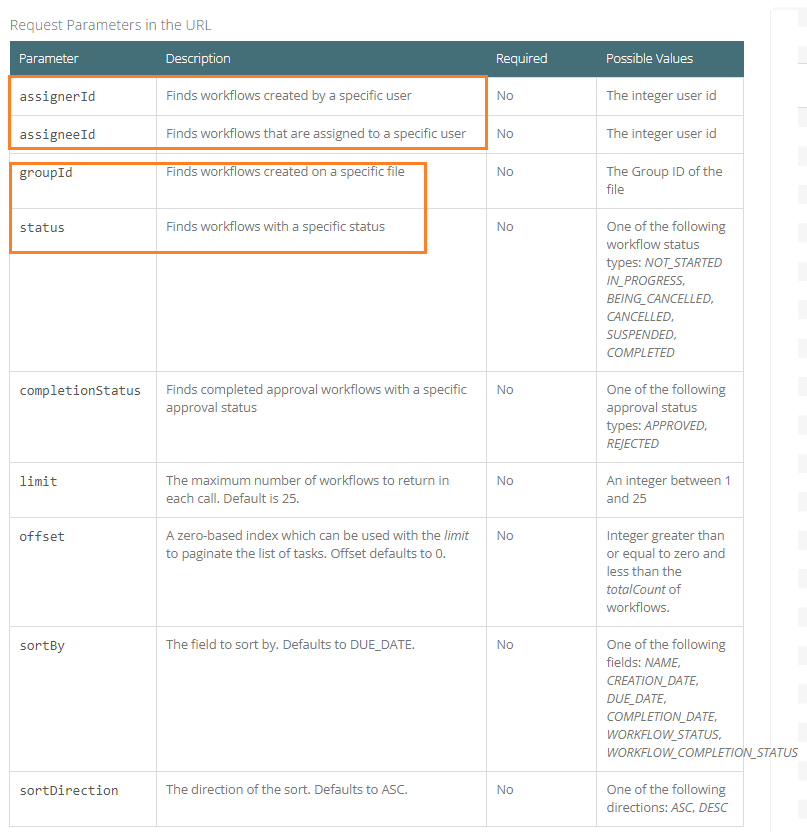 Request Parameters in the URL
Parameter Description Required Possible Values
assignerId Finds workflows created by a specific user No The integer user id
assigneeId Finds workflows that are assigned to a specific user No The integer user id
groupId Finds workflows created on a specific file No The Group ID of the
file
status Finds workflows with a specific status No One of the following
workflow status
types: NOT_STARTED
IN_PROGRESS,
BEING_CANCELLED,
CANCELLED,
SUSPENDED,
COMPLETED
completionStatus Finds completed approval workflows with a specific No One of the following
approval status approval status
types: APPROVED,
REJECTED
limit The maximum number of workflows to return in No An integer between 1
each call. Default is 25. and 25
offset A zero-based index which can be used with the limit No Integer greater than
to paginate the list of tasks. Offset defaults to 0. or equal to zero and
less than the
totalCount of
workflows.
sortBy The field to sort by. Defaults to DUE_DATE. No One of the following
fields: NAME,
CREATION_DATE,
DUE_DATE,
COMPLETION_DATE,
WORKFLOW_STATUS,
WORKFLOW_COMPLETION_STATUS
sortDirection The direction of the sort. Defaults to ASC. No One of the following
directions: ASC, DESC